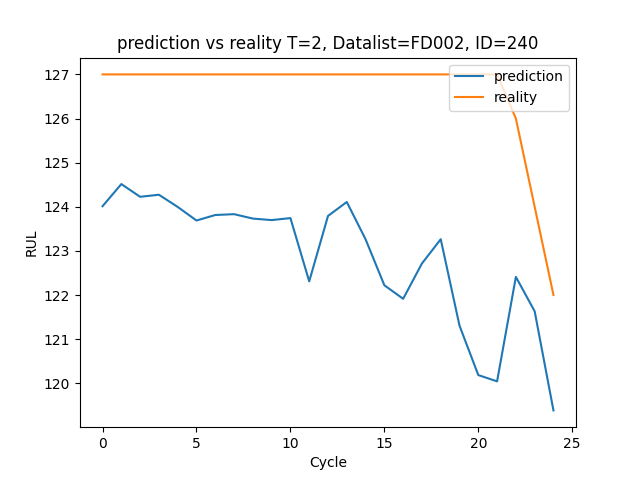 prediction vs reality T=2, Datalist=FD002, ID=240
prediction
reality
RUL
127
126
125
124
123
122
121
120
0 5 10 15 20 25
Cycle